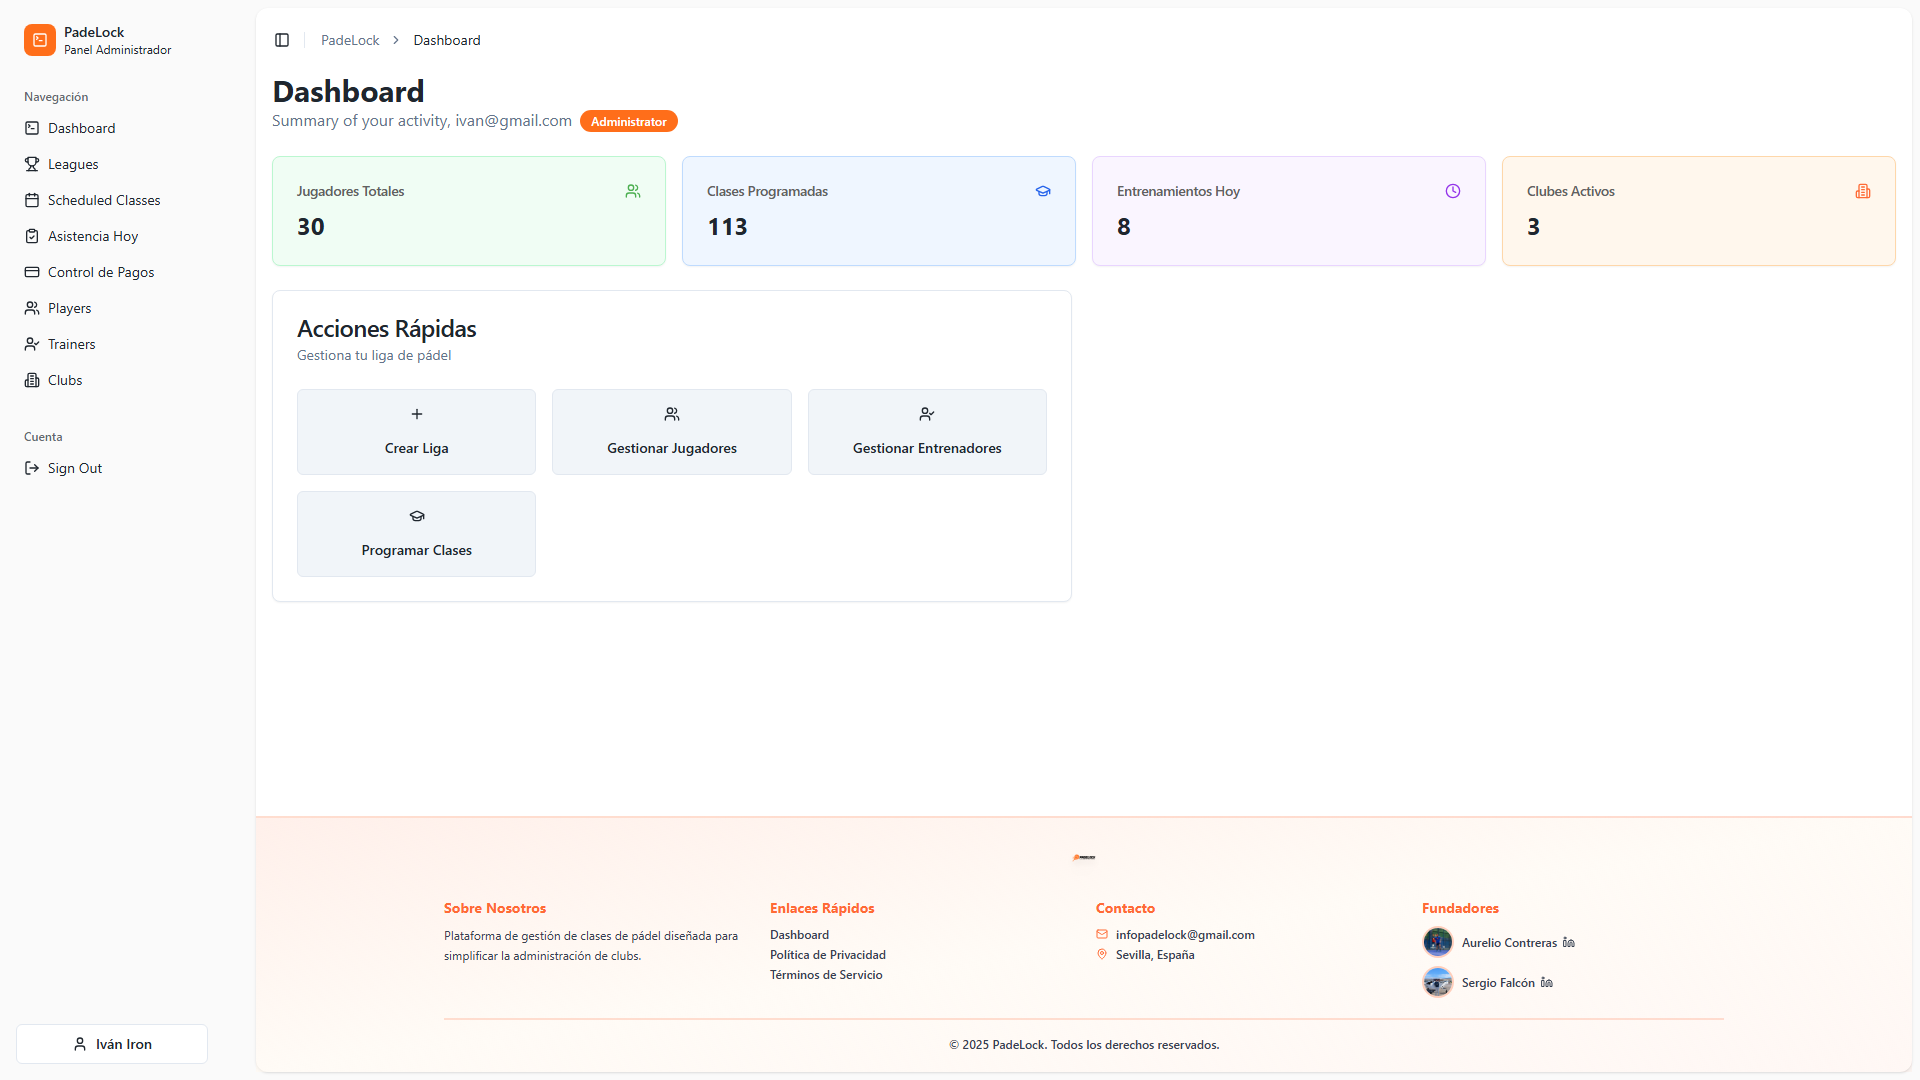 PadeLock
Panel Administrador
Navegación
Dashboard
Leagues
Scheduled Classes
Asistencia Hoy
Control de Pagos
Players
Trainers
Clubs
Cuenta
Sign Out
Iván Iron
PadeLock > Dashboard
Dashboard
Summary of your activity, ivan@gmail.com Administrator
Jugadores Totales
30
Clases Programadas
113
Entrenamientos Hoy
8
Clubes Activos
3
Acciones Rápidas
Gestiona tu liga de pádel
Crear Liga
Gestionar Jugadores
Gestionar Entrenadores
Programar Clases
Sobre Nosotros
Plataforma de gestión de clases de pádel diseñada para
simplificar la administración de clubs.
Enlaces Rápidos
Dashboard
Política de Privacidad
Términos de Servicio
Contacto
infopadelock@gmail.com
Sevilla, España
Fundadores
Aurelio Contreras
Sergio Falcón
© 2025 PadeLock. Todos los derechos reservados.